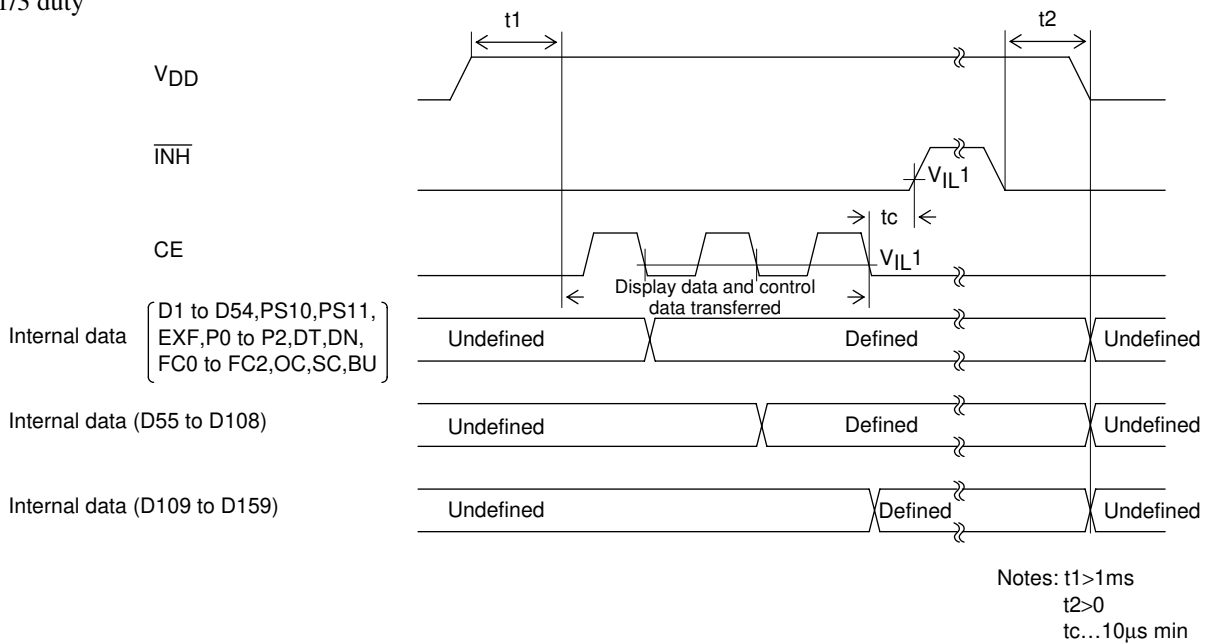 1/3 duty
t1
t2
VDD
INH
VIL1
tc
CE
VIL1
Display data and control
data transferred
Internal data
D1 to D54,PS10,PS11,
EXF,P0 to P2,DT,DN,
FC0 to FC2,OC,SC,BU
Undefined
Defined
Undefined
Internal data (D55 to D108)
Undefined
Defined
Undefined
Internal data (D109 to D159)
Undefined
Defined
Undefined
Notes: t1>1ms
t2>0
tc…10μs min